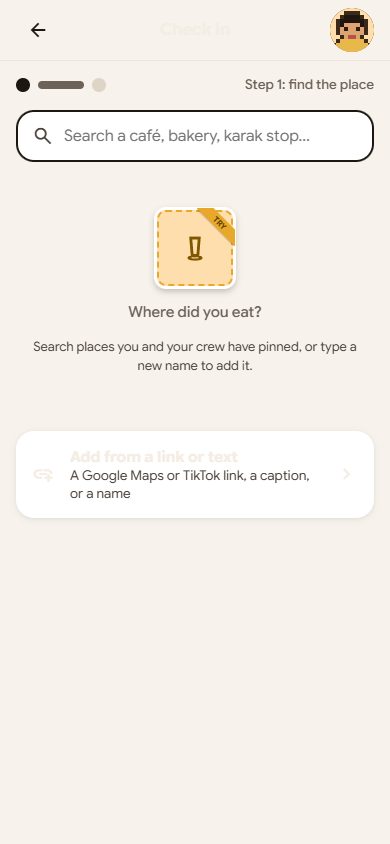 Check in
Step 1: find the place
Search a café, bakery, karak stop...
TRY
Where did you eat?
Search places you and your crew have pinned, or type a
new name to add it.
Add from a link or text
A Google Maps or TikTok link, a caption,
or a name